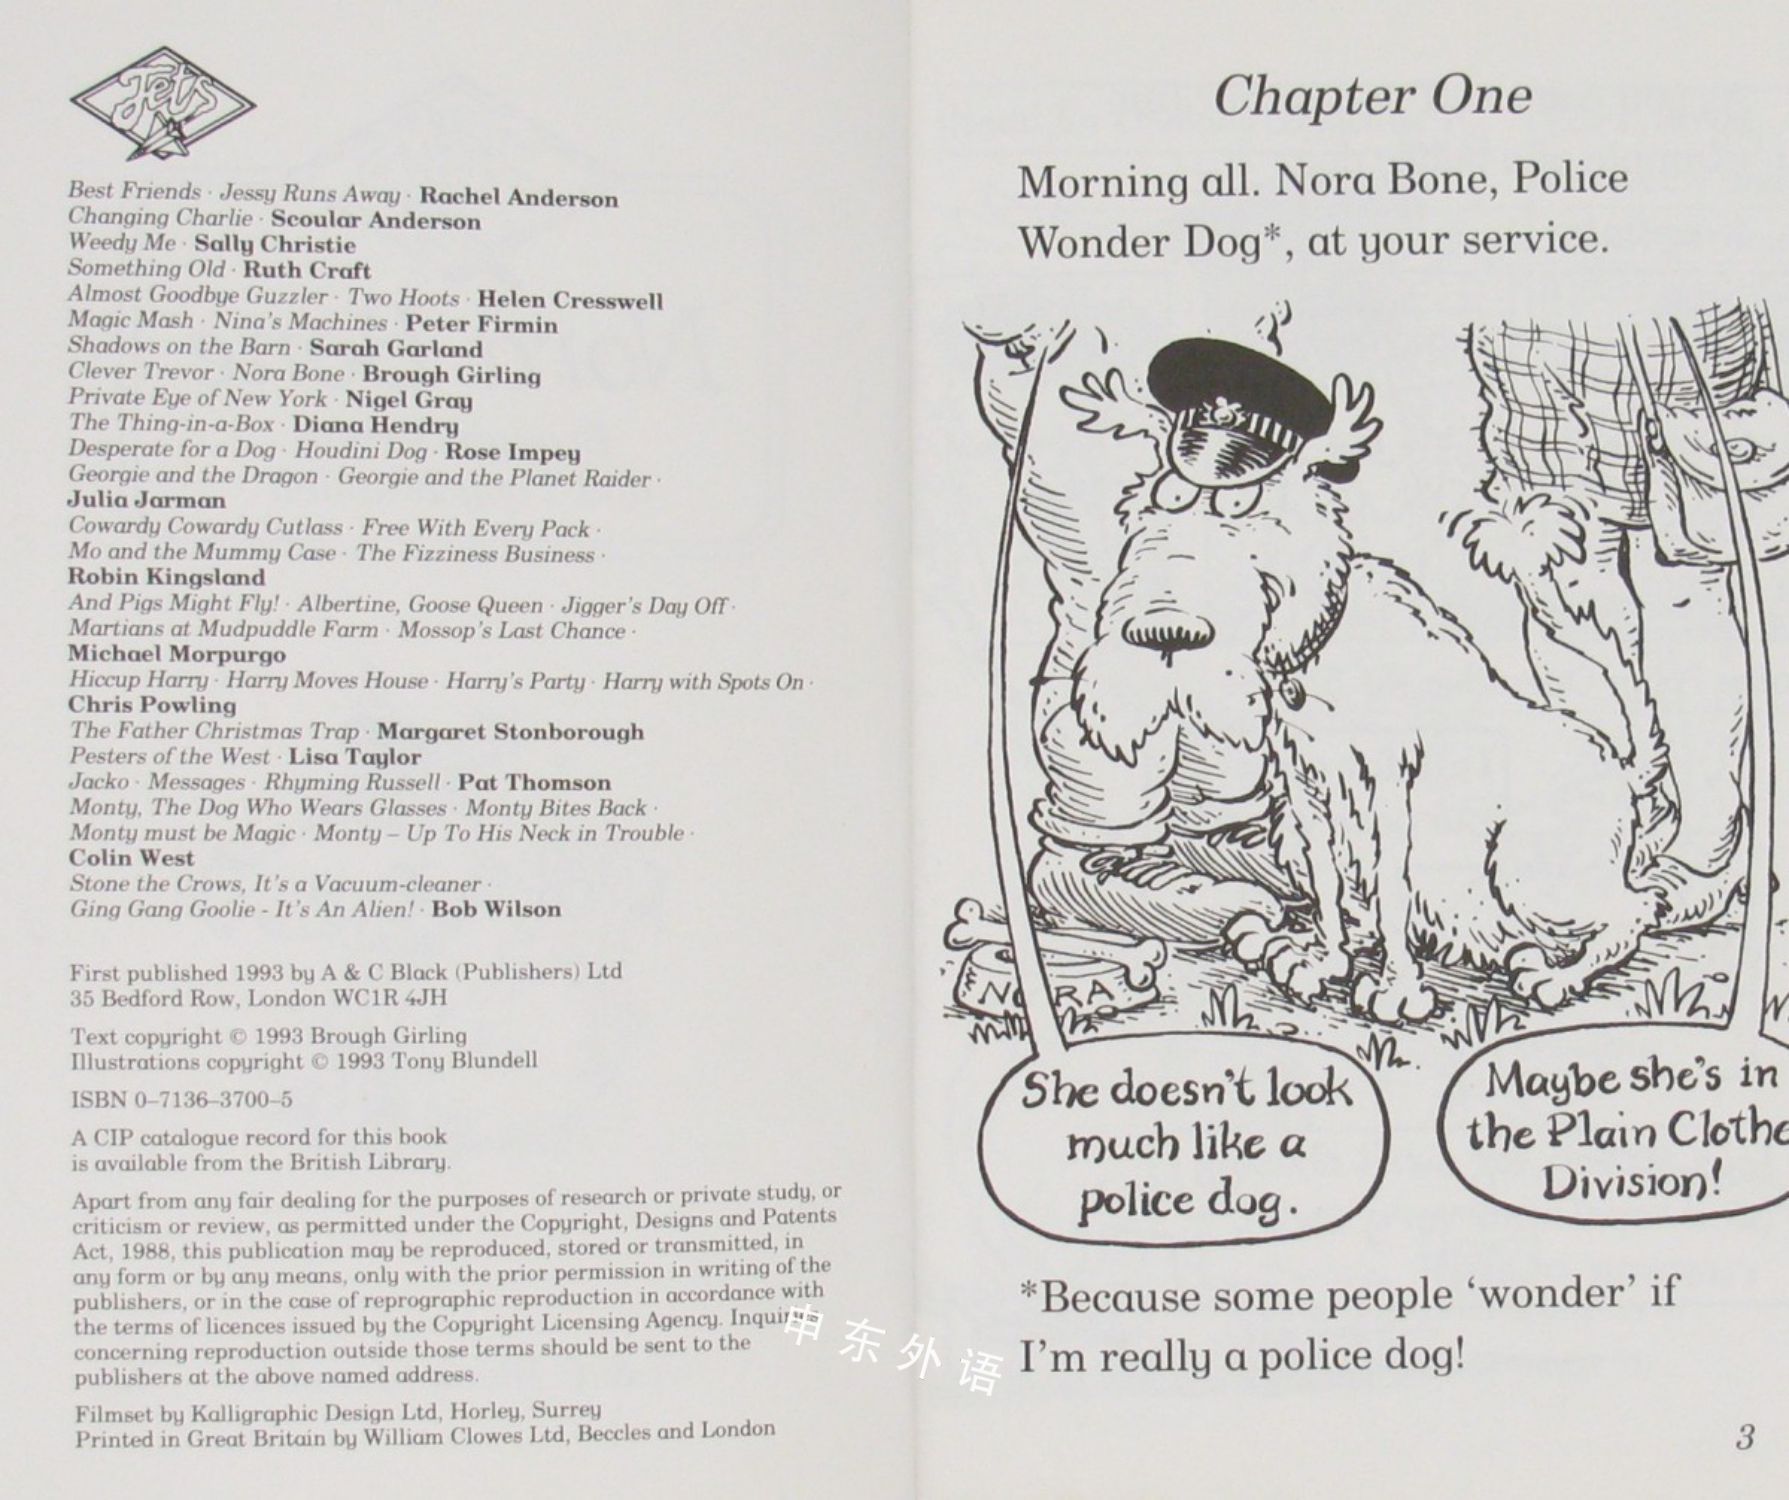 Jets
Best Friends · Jessy Runs Away · Rachel Anderson
Changing Charlie · Scoular Anderson
Weedy Me · Sally Christie
Something Old · Ruth Craft
Almost Goodbye Guzzler · Two Hoots · Helen Cresswell
Magic Mash · Nina's Machines · Peter Firmin
Shadows on the Barn · Sarah Garland
Clever Trevor · Nora Bone · Brough Girling
Private Eye of New York · Nigel Gray
The Thing-in-a-Box · Diana Hendry
Desperate for a Dog · Houdini Dog · Rose Impey
Georgie and the Dragon · Georgie and the Planet Raider ·
Julia Jarman
Cowardy Cowardy Cutlass · Free With Every Pack ·
Mo and the Mummy Case · The Fizziness Business ·
Robin Kingsland
And Pigs Might Fly! · Albertine, Goose Queen · Jigger's Day Off ·
Martians at Mudpuddle Farm · Mossop's Last Chance ·
Michael Morpurgo
Hiccup Harry · Harry Moves House · Harry's Party · Harry with Spots On ·
Chris Powling
The Father Christmas Trap · Margaret Stonborough
Pesters of the West · Lisa Taylor
Jacko · Messages · Rhyming Russell · Pat Thomson
Monty, The Dog Who Wears Glasses · Monty Bites Back ·
Monty must be Magic · Monty – Up To His Neck in Trouble ·
Colin West
Stone the Crows, It's a Vacuum-cleaner ·
Ging Gang Goolie - It's An Alien! · Bob Wilson
First published 1993 by A & C Black (Publishers) Ltd
35 Bedford Row, London WC1R 4JH
Text copyright © 1993 Brough Girling
Illustrations copyright © 1993 Tony Blundell
ISBN 0–7136–3700–5
A CIP catalogue record for this book
is available from the British Library.
Apart from any fair dealing for the purposes of research or private study, or
criticism or review, as permitted under the Copyright, Designs and Patents
Act, 1988, this publication may be reproduced, stored or transmitted, in
any form or by any means, only with the prior permission in writing of the
publishers, or in the case of reprographic reproduction in accordance with
the terms of licences issued by the Copyright Licensing Agency.
concerning reproduction outside those terms should be sent to the
publishers at the above named address.
Filmset by Kalligraphic Design Ltd, Horley, Surrey
Printed in Great Britain by William Clowes Ltd, Beccles and London
申东外语
Chapter One
Morning all. Nora Bone, Police
Wonder Dog*, at your service.
NORA
She doesn't look
much like a
police dog.
Maybe she's in
the Plain
Division!
*Because some people 'wonder' if
I'm really a police dog!
3